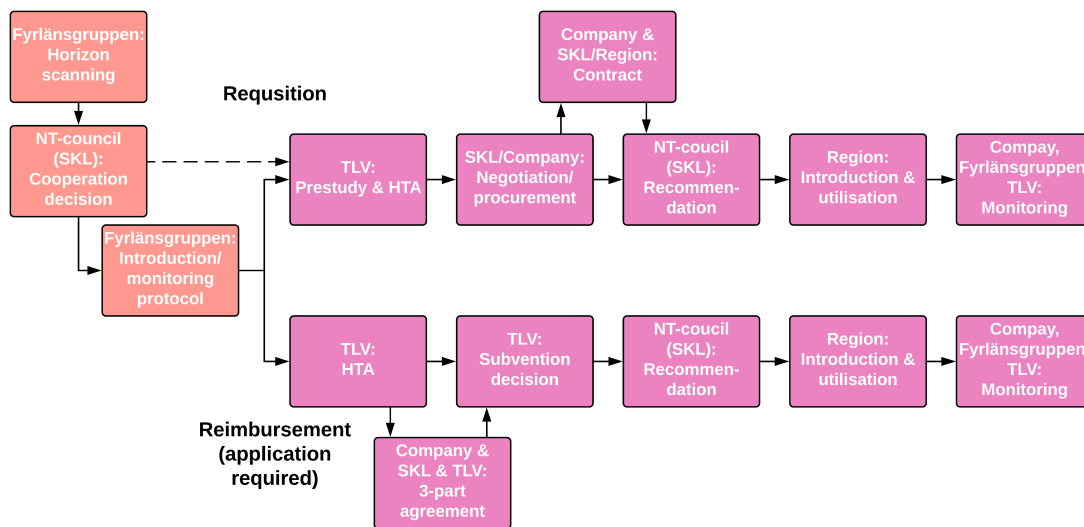 Fyrlänsgruppen:
Horizon
scanning
Company &
SKL/Region:
Contract
Requsition
NT-council
(SKL):
Cooperation
decision
TLV:
Prestudy & HTA
SKL/Company:
Negotiation/
procurement
NT-coucil
(SKL):
Recommen-
dation
Region:
Introduction &
utilisation
Compay,
Fyrlänsgruppen,
TLV:
Monitoring
Fyrlänsgruppen:
Introduction/
monitoring
protocol
TLV:
HTA
TLV:
Subvention
decision
NT-coucil
(SKL):
Recommen-
dation
Region:
Introduction &
utilisation
Compay,
Fyrlänsgruppen,
TLV:
Monitoring
Reimbursement
(application
required)
Company &
SKL & TLV:
3-part
agreement